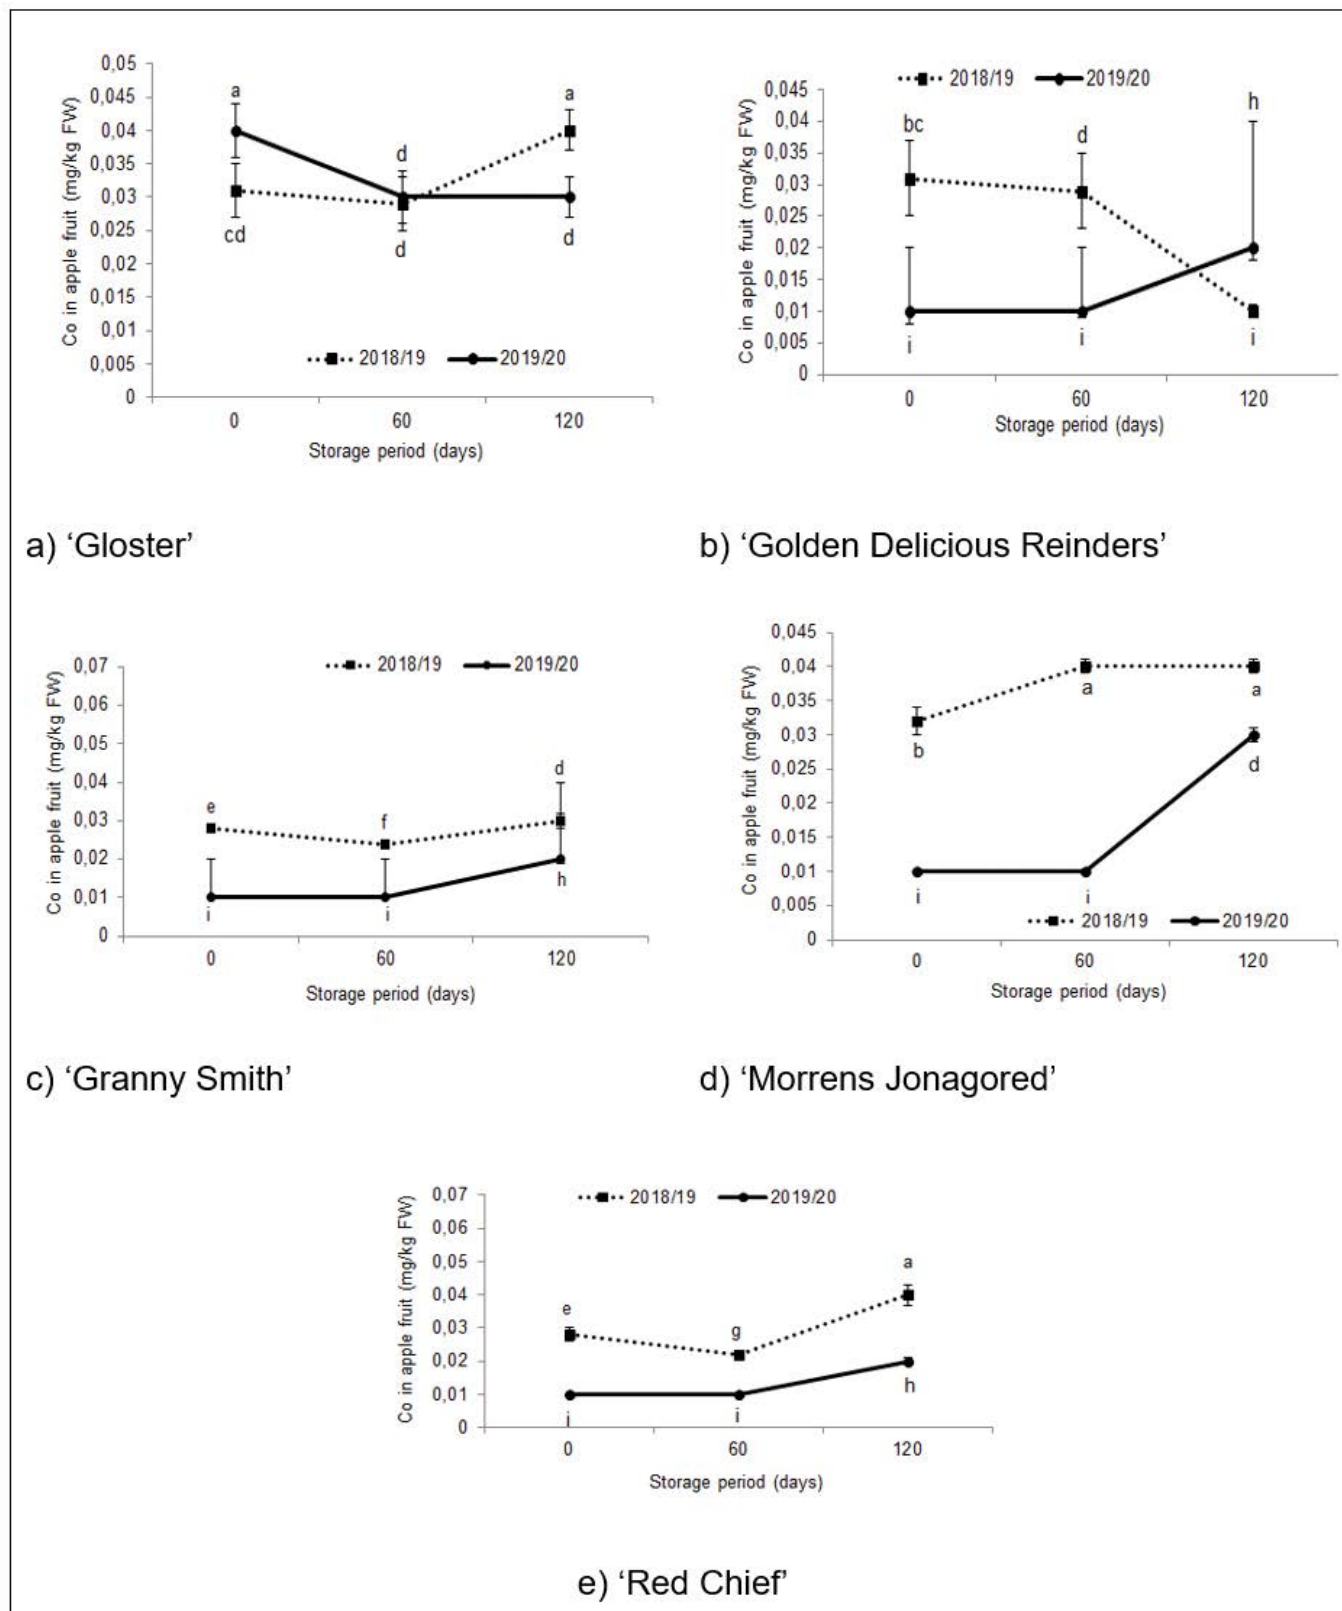 Co in apple fruit (mg/kg FW)
0,05
0,045
0,04
0,035
0,03
0,025
0,02
0,015
0,01
0,005
0
a
a
d
cd
d
d
2018/19
2019/20
0
60
120
Storage period (days)
a) ‘Gloster’
2018/19
2019/20
Co in apple fruit (mg/kg FW)
0,045
0,04
0,035
0,03
0,025
0,02
0,015
0,01
0,005
0
bc
d
h
i
i
i
0
60
120
Storage period (days)
b) ‘Golden Delicious Reinders’
2018/19
2019/20
Co in apple fruit (mg/kg FW)
0,07
0,06
0,05
0,04
0,03
0,02
0,01
0
e
f
d
i
i
h
0
60
120
Storage period (days)
c) ‘Granny Smith’
Co in apple fruit (mg/kg FW)
0,045
0,04
0,035
0,03
0,025
0,02
0,015
0,01
0,005
0
b
a
a
d
i
i
2018/19
2019/20
0
60
120
Storage period (days)
d) ‘Morrens Jonagored’
2018/19
2019/20
Co in apple fruit (mg/kg FW)
0,07
0,06
0,05
0,04
0,03
0,02
0,01
0
e
g
a
i
i
h
0
60
120
Storage period (days)
e) ‘Red Chief’